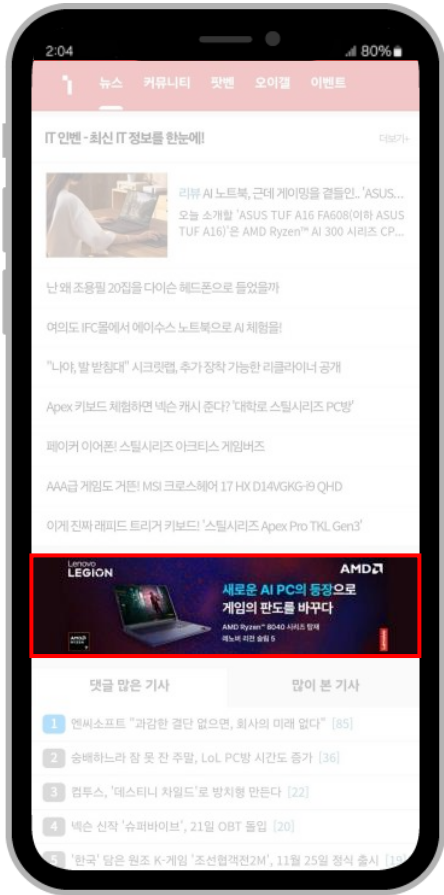 2:04
80%
뉴스 커뮤니티 팟벤 오이갤 이벤트
IT 인벤 - 최신 IT 정보를 한눈에!
더보기+
리뷰 AI 노트북, 근데 게이밍을 곁들인.. 'ASUS...
오늘 소개할 'ASUS TUF A16 FA608(이하 ASUS
TUF A16)'은 AMD Ryzen™ AI 300 시리즈 CP...
난 왜 조용필 20집을 다이슨 헤드폰으로 들었을까
여의도 IFC몰에서 에이수스 노트북으로 AI 체험을!
"나야, 발 받침대" 시크릿랩, 추가 장착 가능한 리클라이너 공개
Apex 키보드 체험하면 넥슨 캐시 준다? '대학로 스틸시리즈 PC방'
페이커 이어폰! 스틸시리즈 아크티스 게임버즈
AAA급 게임도 거뜬! MSI 크로스헤어 17 HX D14VGKG-i9 QHD
이게 진짜 래피드 트리거 키보드! '스틸시리즈 Apex Pro TKL Gen3'
Lenovo
LEGION
AMD
새로운 AI PC의 등장으로
게임의 판도를 바꾸다
AMD Ryzen™ 8040 시리즈 탑재
레노버 리전 슬림 5
Lenovo
댓글 많은 기사
많이 본 기사
1 엔씨소프트 "과감한 결단 없으면, 회사의 미래 없다" [85]
2 숭배하느라 잠 못 잔 주말, LoL PC방 시간도 증가 [36]
3 컴투스, '데스티니 차일드'로 방치형 만든다 [22]
4 넥슨 신작 '슈퍼바이브', 21일 OBT 돌입 [20]
5 '한국' 담은 원조 K-게임 '조선협객전2M', 11월 25일 정식 출시 [19]